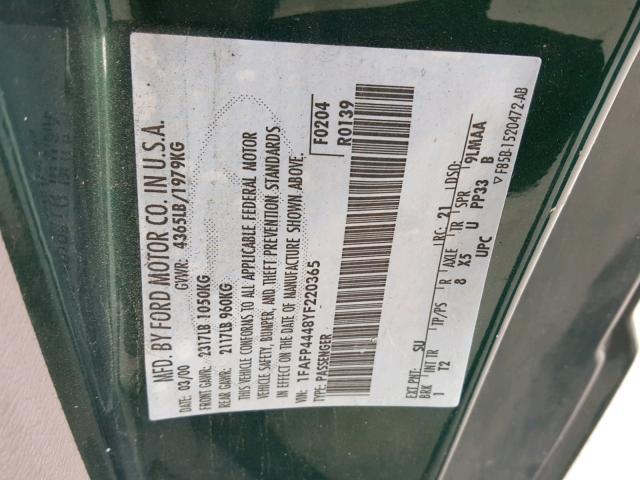 MFD. BY FORD MOTOR CO. IN U.S.A.
03/00 GVWR: 4365LB/1979KG
FRONT GAWR: 2317LB 1050KG
REAR GAWR: 2117LB 960KG
THIS VEHICLE CONFORMS TO ALL APPLICABLE FEDERAL MOTOR
VEHICLE SAFETY, BUMPER, AND THEFT PREVENTION STANDARDS
IN EFFECT ON THE DATE OF MANUFACTURE SHOWN ABOVE.
VIN: 1FAFP4448YF220365
TYPE: PASSENGER
F0204
R0139
EXT PNT: SU RC: 21 DSO:
BRK INT TR TP/PS R AXLE TR SPR 9LMAA
1 T2 8 X5 U PP33 B
UPC
▽ F85B-1520472-AB